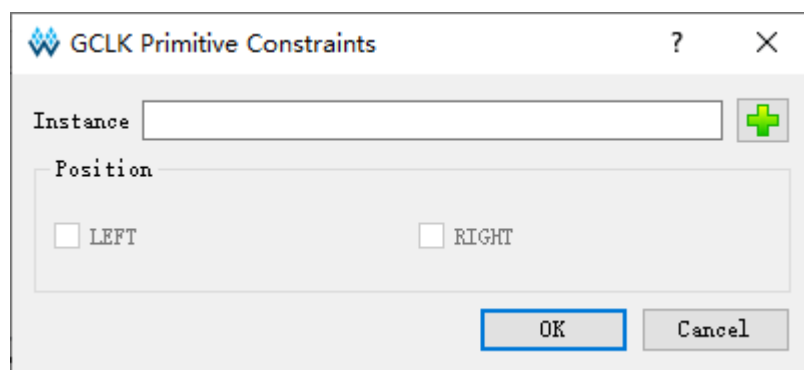 GCLK Primitive Constraints ?
Instance
Position
LEFT RIGHT
OK Cancel